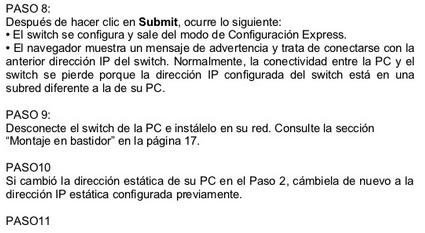 PASO 8:
Después de hacer clic en Submit, ocurre lo siguiente:
• El switch se configura y sale del modo de Configuración Express.
• El navegador muestra un mensaje de advertencia y trata de conectarse con la
anterior dirección IP del switch. Normalmente, la conectividad entre la PC y el
switch se pierde porque la dirección IP configurada del switch está en una
subred diferente a la de su PC.
PASO 9:
Desconecte el switch de la PC e instálelo en su red. Consulte la sección
“Montaje en bastidor” en la página 17.
PASO10
Si cambió la dirección estática de su PC en el Paso 2, cámbiela de nuevo a la
dirección IP estática configurada previamente.
PASO11